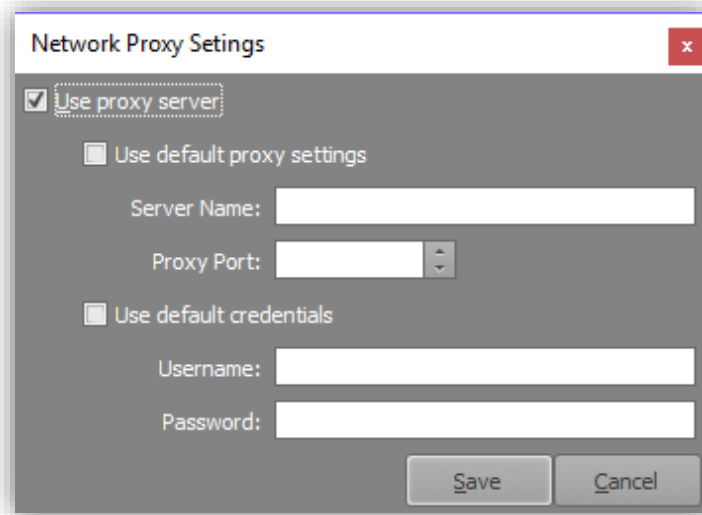 Network Proxy Setings
x
Use proxy server
Use default proxy settings
Server Name:
Proxy Port:
Use default credentials
Username:
Password:
Save Cancel